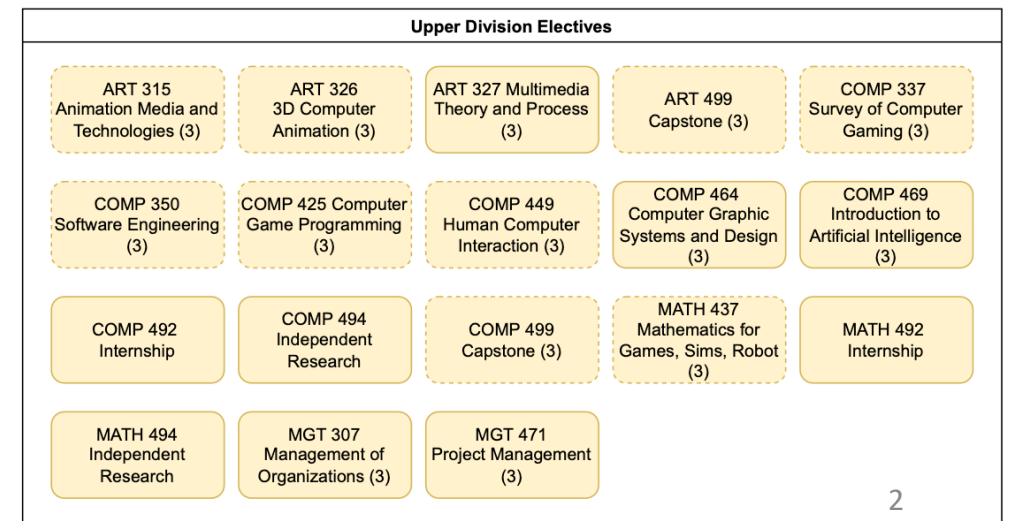 Upper Division Electives
ART 315
Animation Media and
Technologies (3)
ART 326
3D Computer
Animation (3)
ART 327 Multimedia
Theory and Process
(3)
ART 499
Capstone (3)
COMP 337
Survey of Computer
Gaming (3)
COMP 350
Software Engineering
(3)
COMP 425 Computer
Game Programming
(3)
COMP 449
Human Computer
Interaction (3)
COMP 464
Computer Graphic
Systems and Design
(3)
COMP 469
Introduction to
Artificial Intelligence
(3)
COMP 492
Internship
COMP 494
Independent
Research
COMP 499
Capstone (3)
MATH 437
Mathematics for
Games, Sims, Robot
(3)
MATH 492
Internship
MATH 494
Independent
Research
MGT 307
Management of
Organizations (3)
MGT 471
Project Management
(3)
2